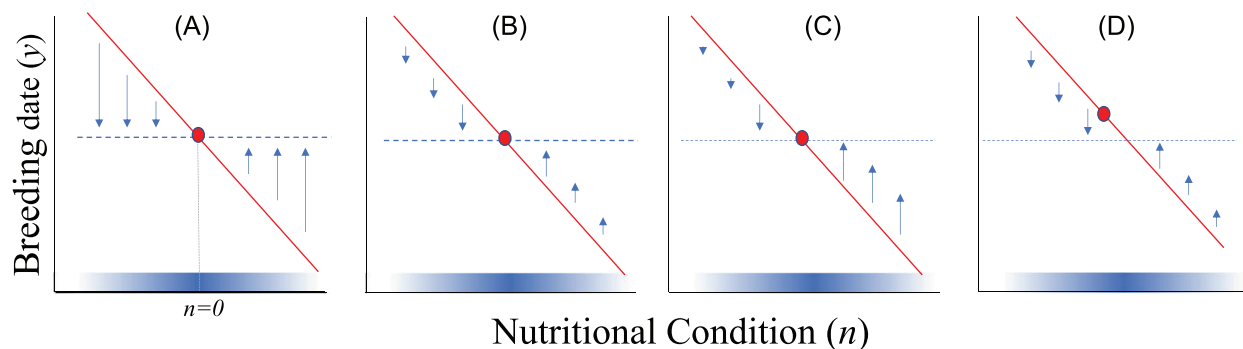 (A)
(B)
(C)
(D)
Breeding date (y)
n=0
Nutritional Condition (n)